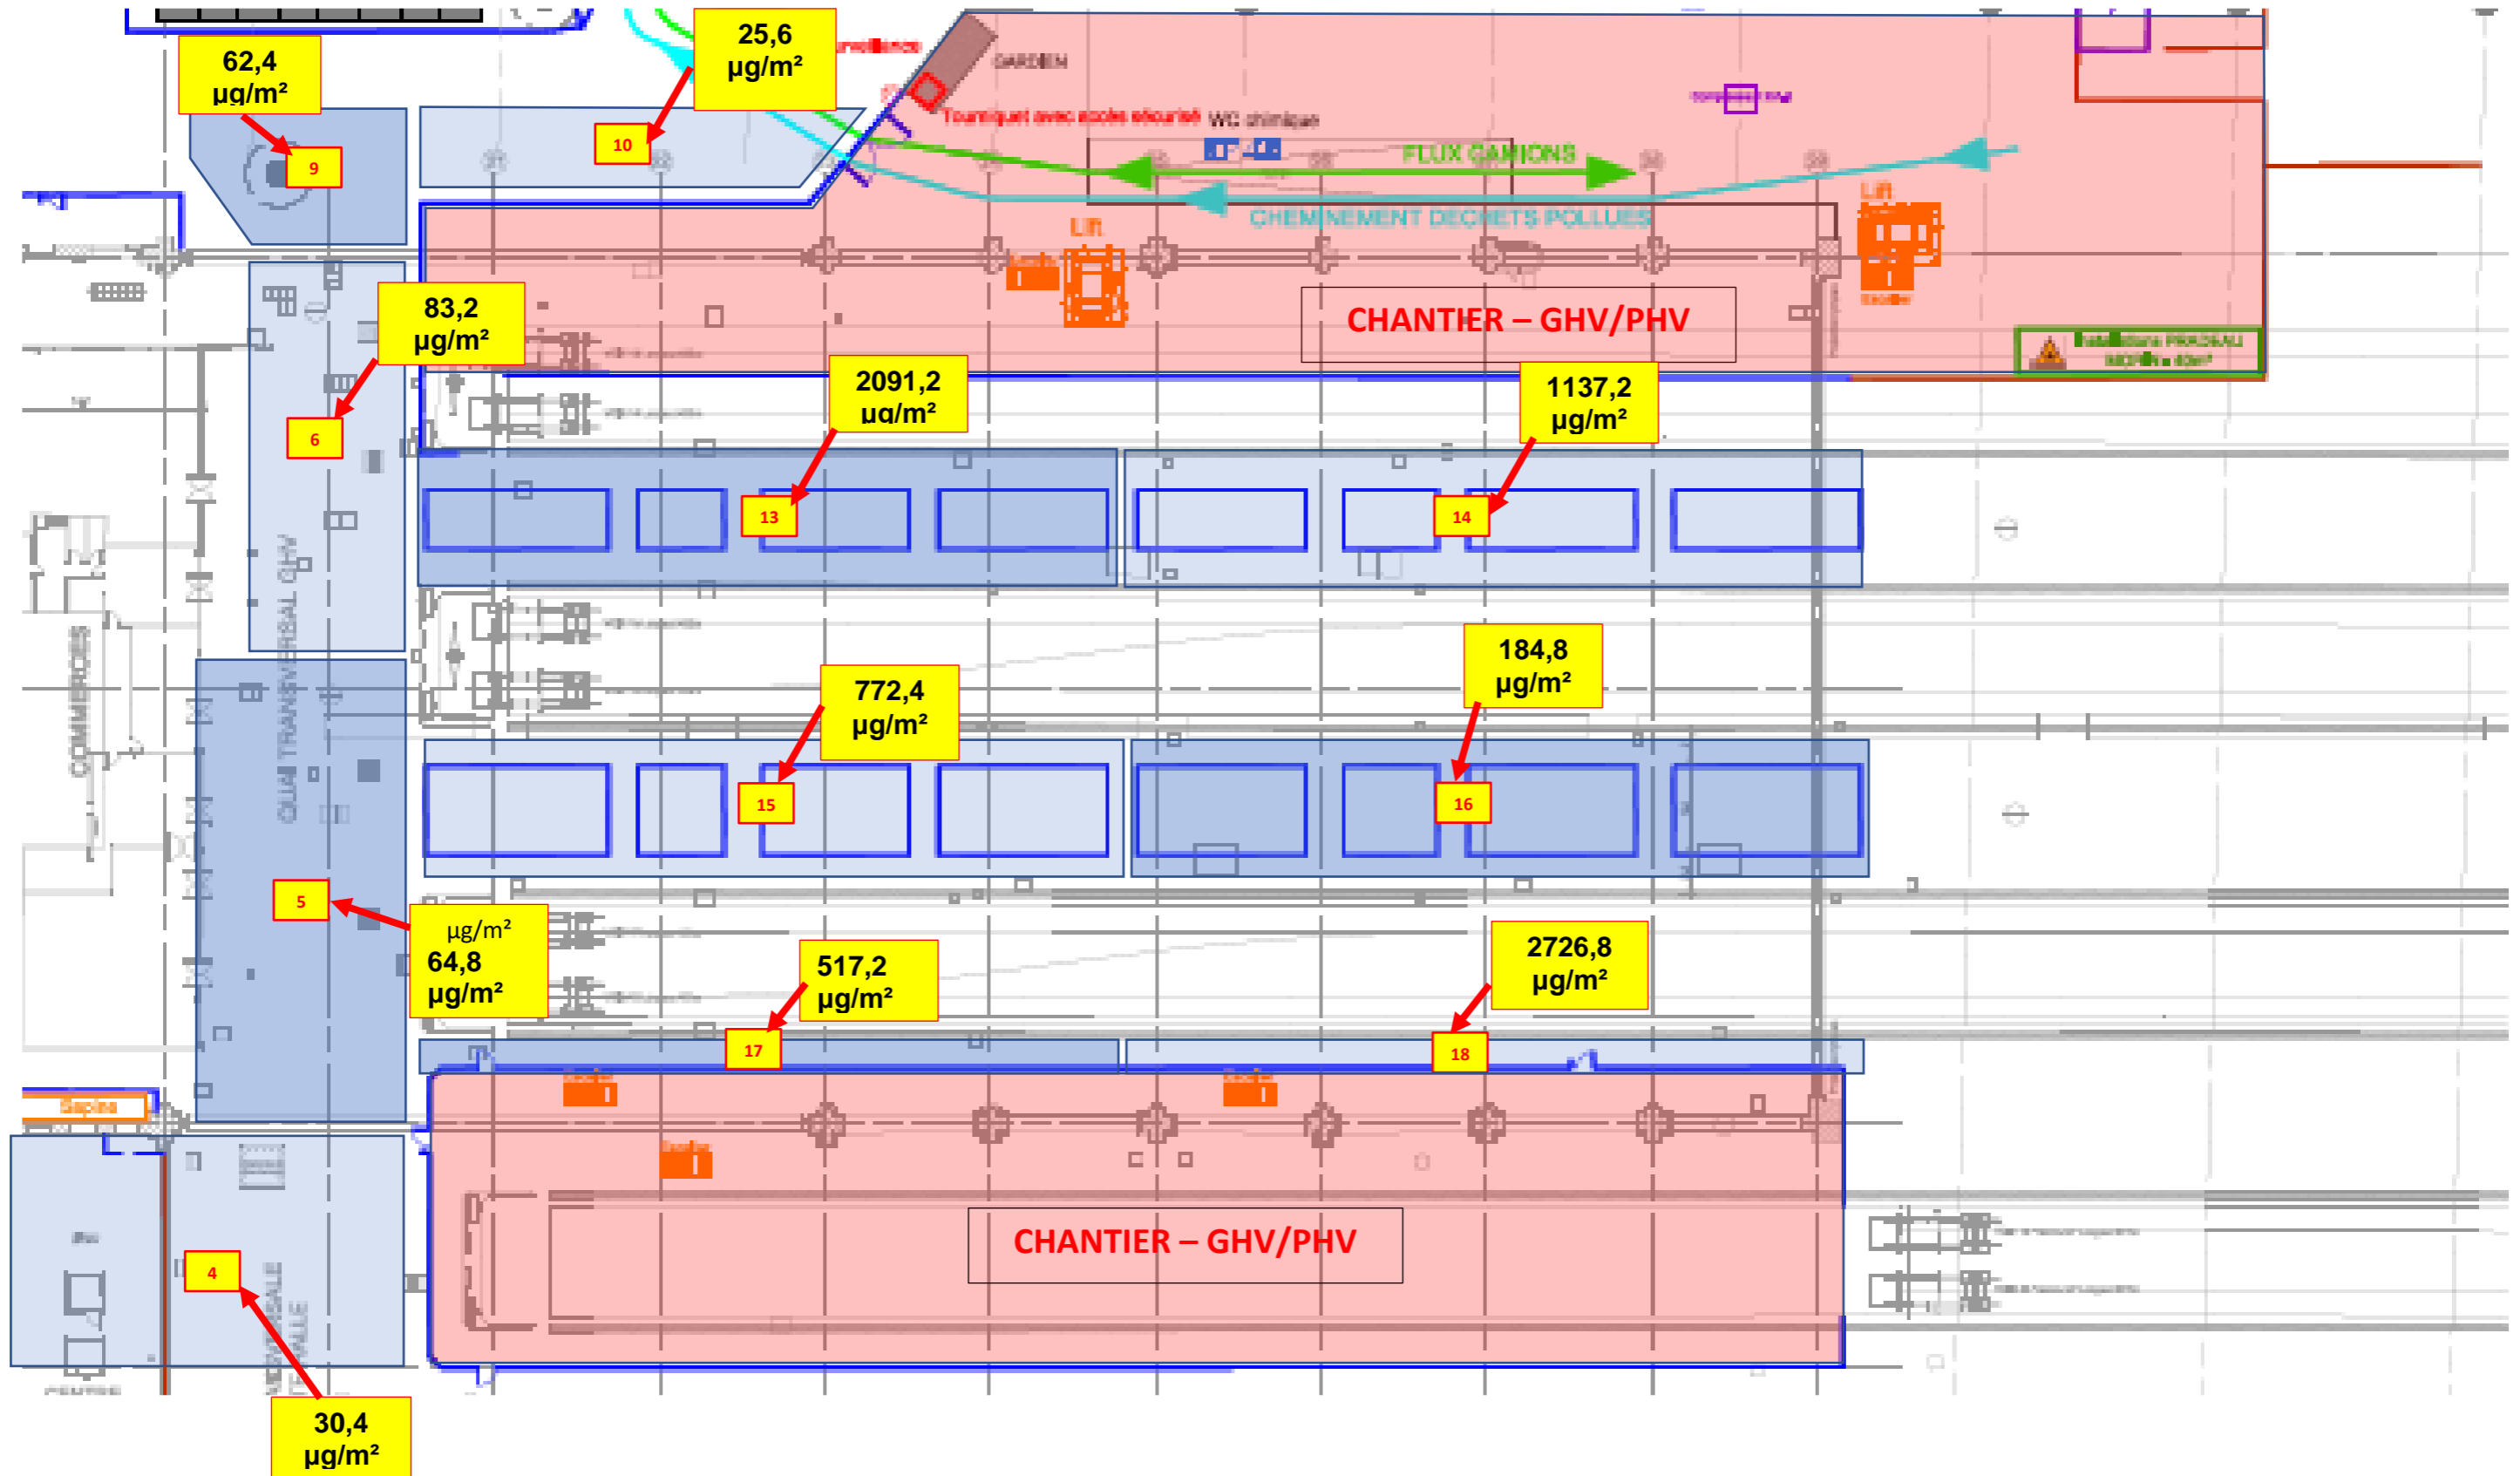 62,4
µg/m²
25,6
µg/m²
GARDIEN
Tourniquet avec accès sécurisé
WC chimique
9
10
FLUX CAMIONS
CHEMINEMENT DECHETS POLLUES
Lift
Lift
83,2
µg/m²
CHANTIER – GHV/PHV
2091,2
µg/m²
1137,2
µg/m²
6
13
14
QUAI TRANSVERSAL
COMMERCES
772,4
µg/m²
184,8
µg/m²
15
16
5
µg/m²
64,8
µg/m²
517,2
µg/m²
2726,8
µg/m²
17
18
CHANTIER – GHV/PHV
4
30,4
µg/m²